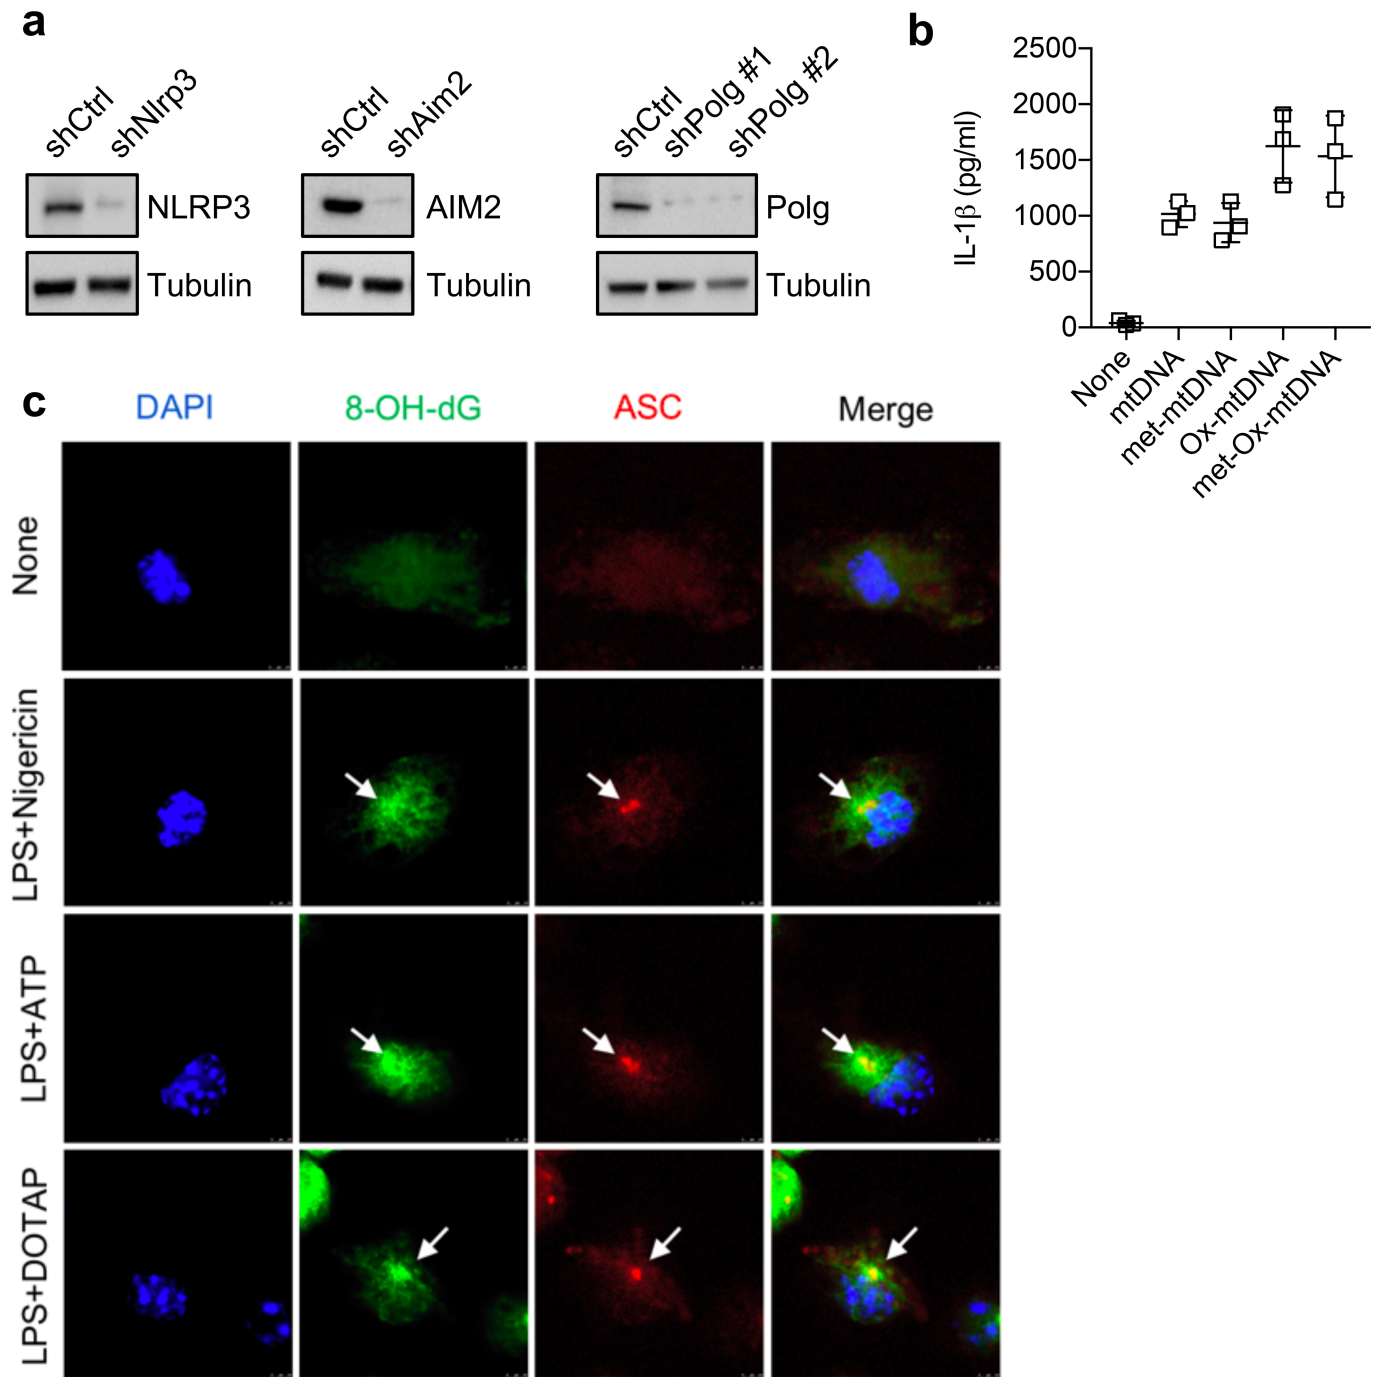 a
shCtrl
shNlrp3
NLRP3
Tubulin
shCtrl
shAim2
AIM2
Tubulin
shCtrl
shPolg #1
shPolg #2
Polg
Tubulin
b
IL-1β (pg/ml)
2500
2000
1500
1000
500
0
None
mtDNA
met-mtDNA
Ox-mtDNA
met-Ox-mtDNA
c
DAPI
8-OH-dG
ASC
Merge
None
LPS+Nigericin
LPS+ATP
LPS+DOTAP